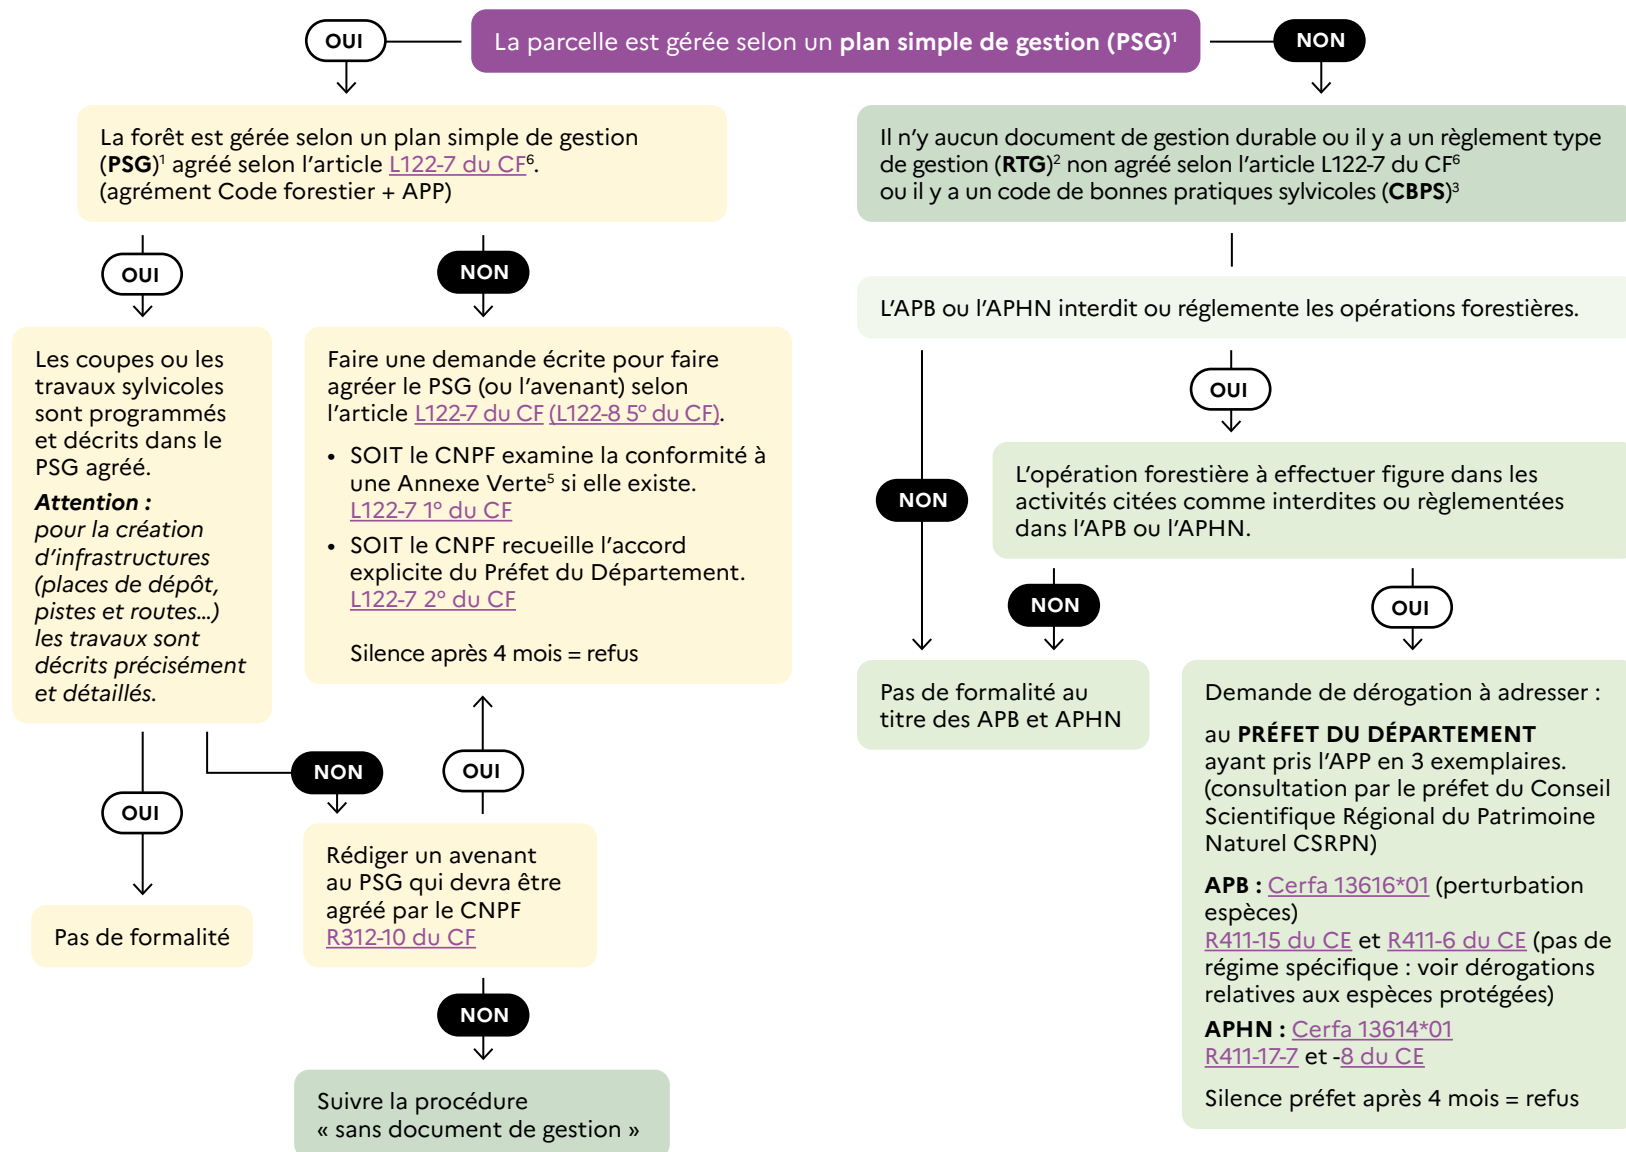 La parcelle est gérée selon un plan simple de gestion (PSG)¹
OUI
NON
La forêt est gérée selon un plan simple de gestion
(PSG)¹ agréé selon l'article L122-7 du CF⁶.
(agrément Code forestier + APP)
OUI
NON
Les coupes ou les
travaux sylvicoles
sont programmés
et décrits dans le
PSG agréé.
Attention :
pour la création
d'infrastructures
(places de dépôt,
pistes et routes…)
les travaux sont
décrits précisément
et détaillés.
Faire une demande écrite pour faire
agréer le PSG (ou l'avenant) selon
l'article L122-7 du CF (L122-8 5° du CF).
• SOIT le CNPF examine la conformité à
une Annexe Verte⁵ si elle existe.
L122-7 1° du CF
• SOIT le CNPF recueille l'accord
explicite du Préfet du Département.
L122-7 2° du CF
Silence après 4 mois = refus
OUI
NON
OUI
Pas de formalité
Rédiger un avenant
au PSG qui devra être
agréé par le CNPF
R312-10 du CF
NON
Suivre la procédure
« sans document de gestion »
Il n'y aucun document de gestion durable ou il y a un règlement type
de gestion (RTG)² non agréé selon l'article L122-7 du CF⁶
ou il y a un code de bonnes pratiques sylvicoles (CBPS)³
L'APB ou l'APHN interdit ou réglemente les opérations forestières.
NON
OUI
L'opération forestière à effectuer figure dans les
activités citées comme interdites ou règlementées
dans l'APB ou l'APHN.
NON
OUI
Pas de formalité au
titre des APB et APHN
Demande de dérogation à adresser :
au PRÉFET DU DÉPARTEMENT
ayant pris l'APP en 3 exemplaires.
(consultation par le préfet du Conseil
Scientifique Régional du Patrimoine
Naturel CSRPN)
APB : Cerfa 13616*01 (perturbation
espèces)
R411-15 du CE et R411-6 du CE (pas de
régime spécifique : voir dérogations
relatives aux espèces protégées)
APHN : Cerfa 13614*01
R411-17-7 et -8 du CE
Silence préfet après 4 mois = refus